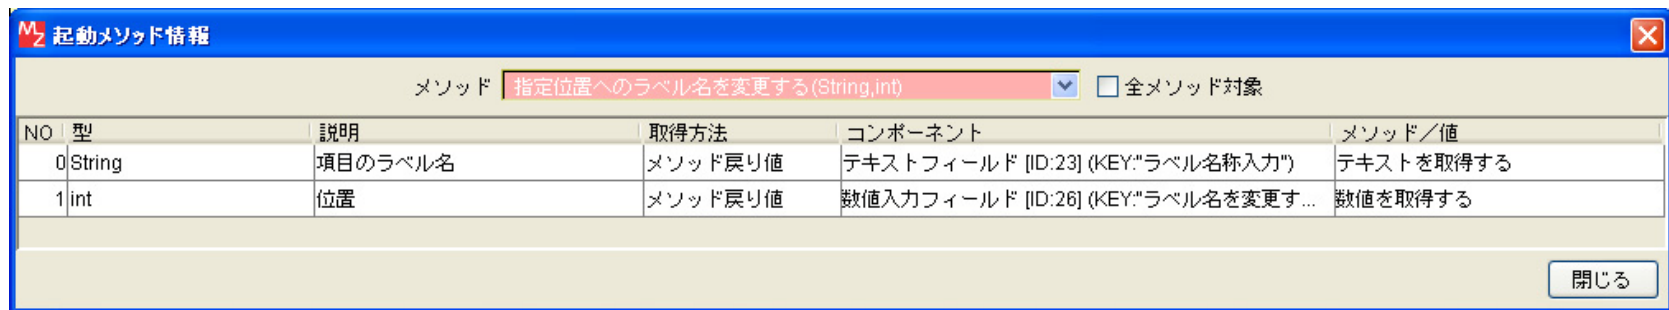 MZ 起動メソッド情報
メソッド 指定位置へのラベル名を変更する(String,int) 全メソッド対象
NO 型 説明 取得方法 コンポーネント メソッド／値
0 String 項目のラベル名 メソッド戻り値 テキストフィールド [ID:23] (KEY:"ラベル名称入力") テキストを取得する
1 int 位置 メソッド戻り値 数値入力フィールド [ID:26] (KEY:"ラベル名を変更す... 数値を取得する
閉じる